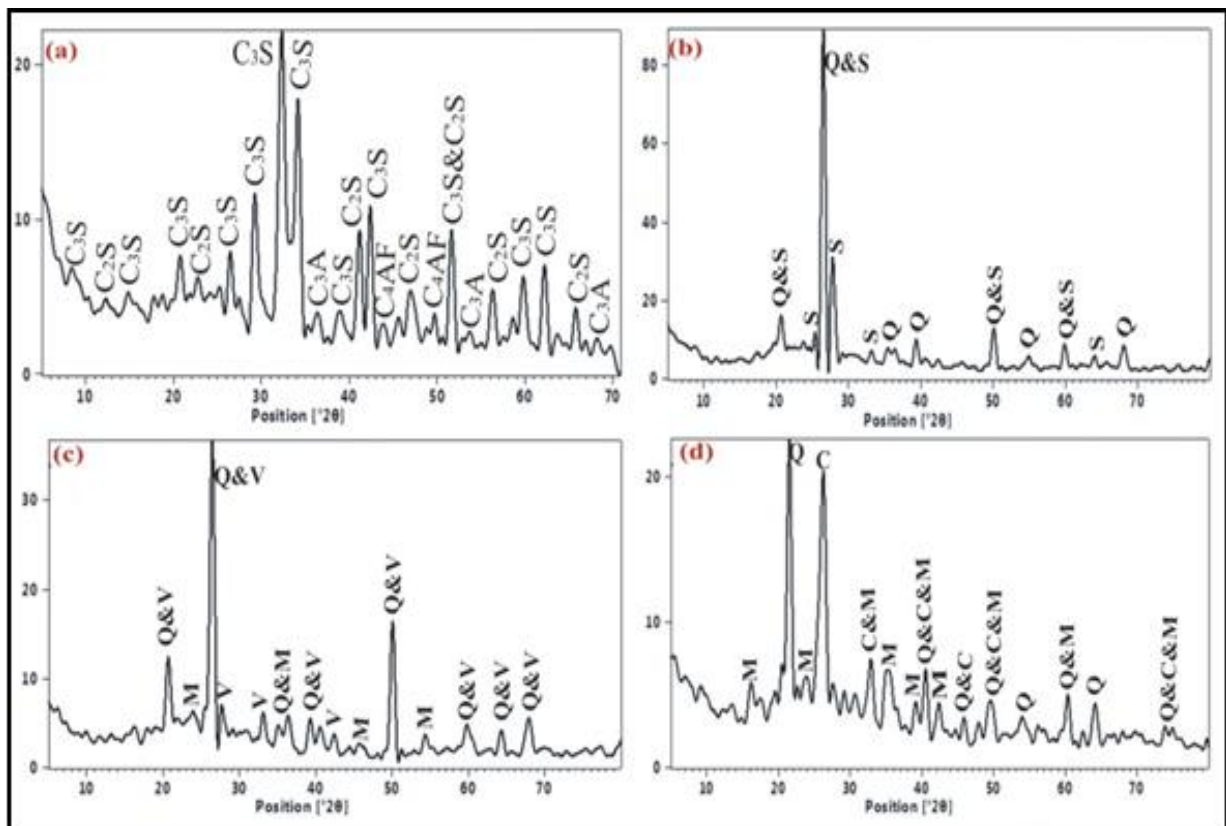 (a)
20
10
0
C₃S
C₂S
C₃S
C₃S
C₂S
C₃S
C₃S
C₃S
C₃S
C₃A
C₃S
C₂S
C₃S
C₄AF
C₂S
C₄AF
C₃S&C₂S
C₃A
C₂S
C₃S
C₃S
C₂S
C₃A
10 20 30 40 50 60 70
Position [°2θ]
(b)
80
60
40
20
0
Q&S
S
Q&S
S
S
Q
Q
Q&S
Q
Q&S
S
Q
10 20 30 40 50 60 70
Position [°2θ]
(c)
30
20
10
0
Q&V
M
Q&V
V
V
Q&M
Q&V
V
M
Q&V
M
Q&V
Q&V
Q&V
10 20 30 40 50 60 70
Position [°2θ]
(d)
20
10
0
M
Q
M
C
C&M
M
M
Q&C&M
M
Q&C
Q&C&M
Q
Q&M
Q
Q&C&M
10 20 30 40 50 60 70
Position [°2θ]